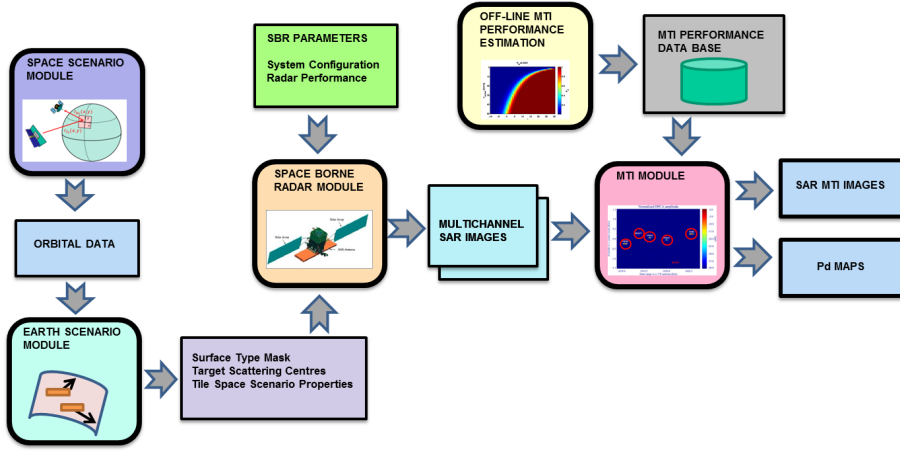 SPACE SCENARIO
MODULE
ORBITAL DATA
EARTH SCENARIO
MODULE
Surface Type Mask
Target Scattering Centres
Tile Space Scenario Properties
SBR PARAMETERS
System Configuration
Radar Performance
SPACE BORNE
RADAR MODULE
MULTICHANNEL
SAR IMAGES
OFF-LINE MTI
PERFORMANCE
ESTIMATION
MTI PERFORMANCE
DATA BASE
MTI MODULE
SAR MTI IMAGES
Pd MAPS